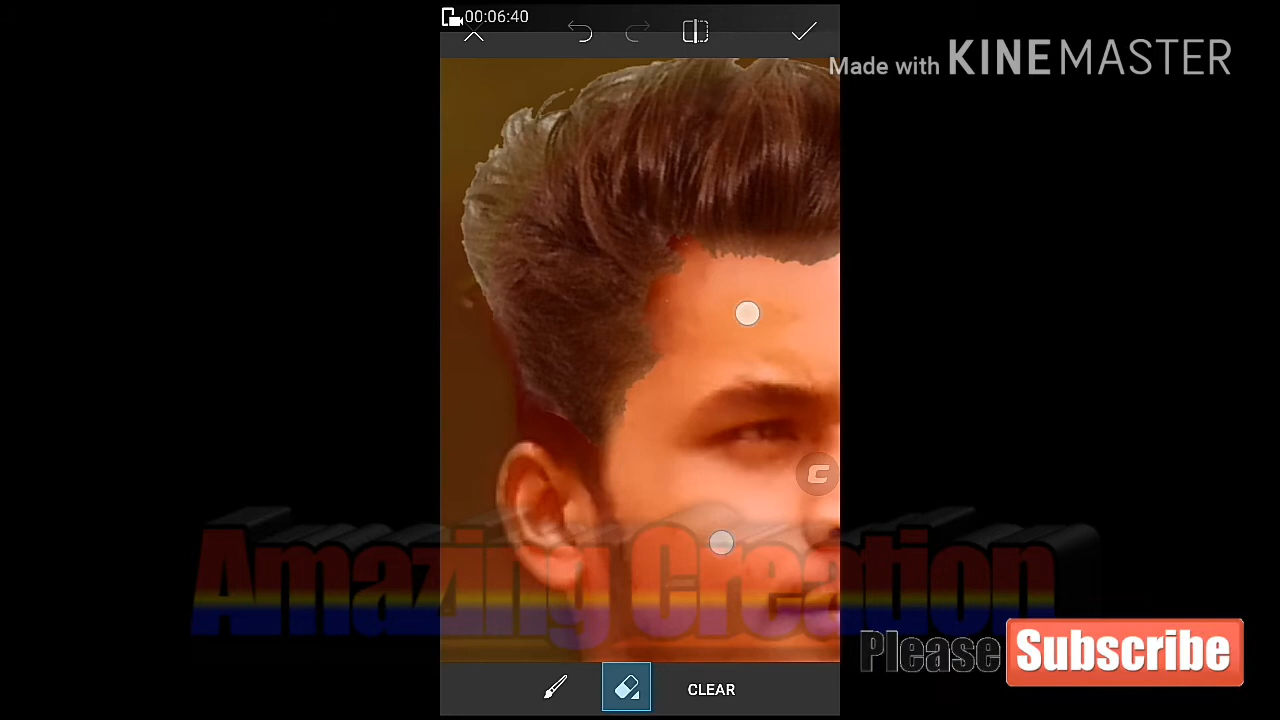 00:06:40
Made with KINEMASTER
Amazing Creation
Please Subscribe
CLEAR